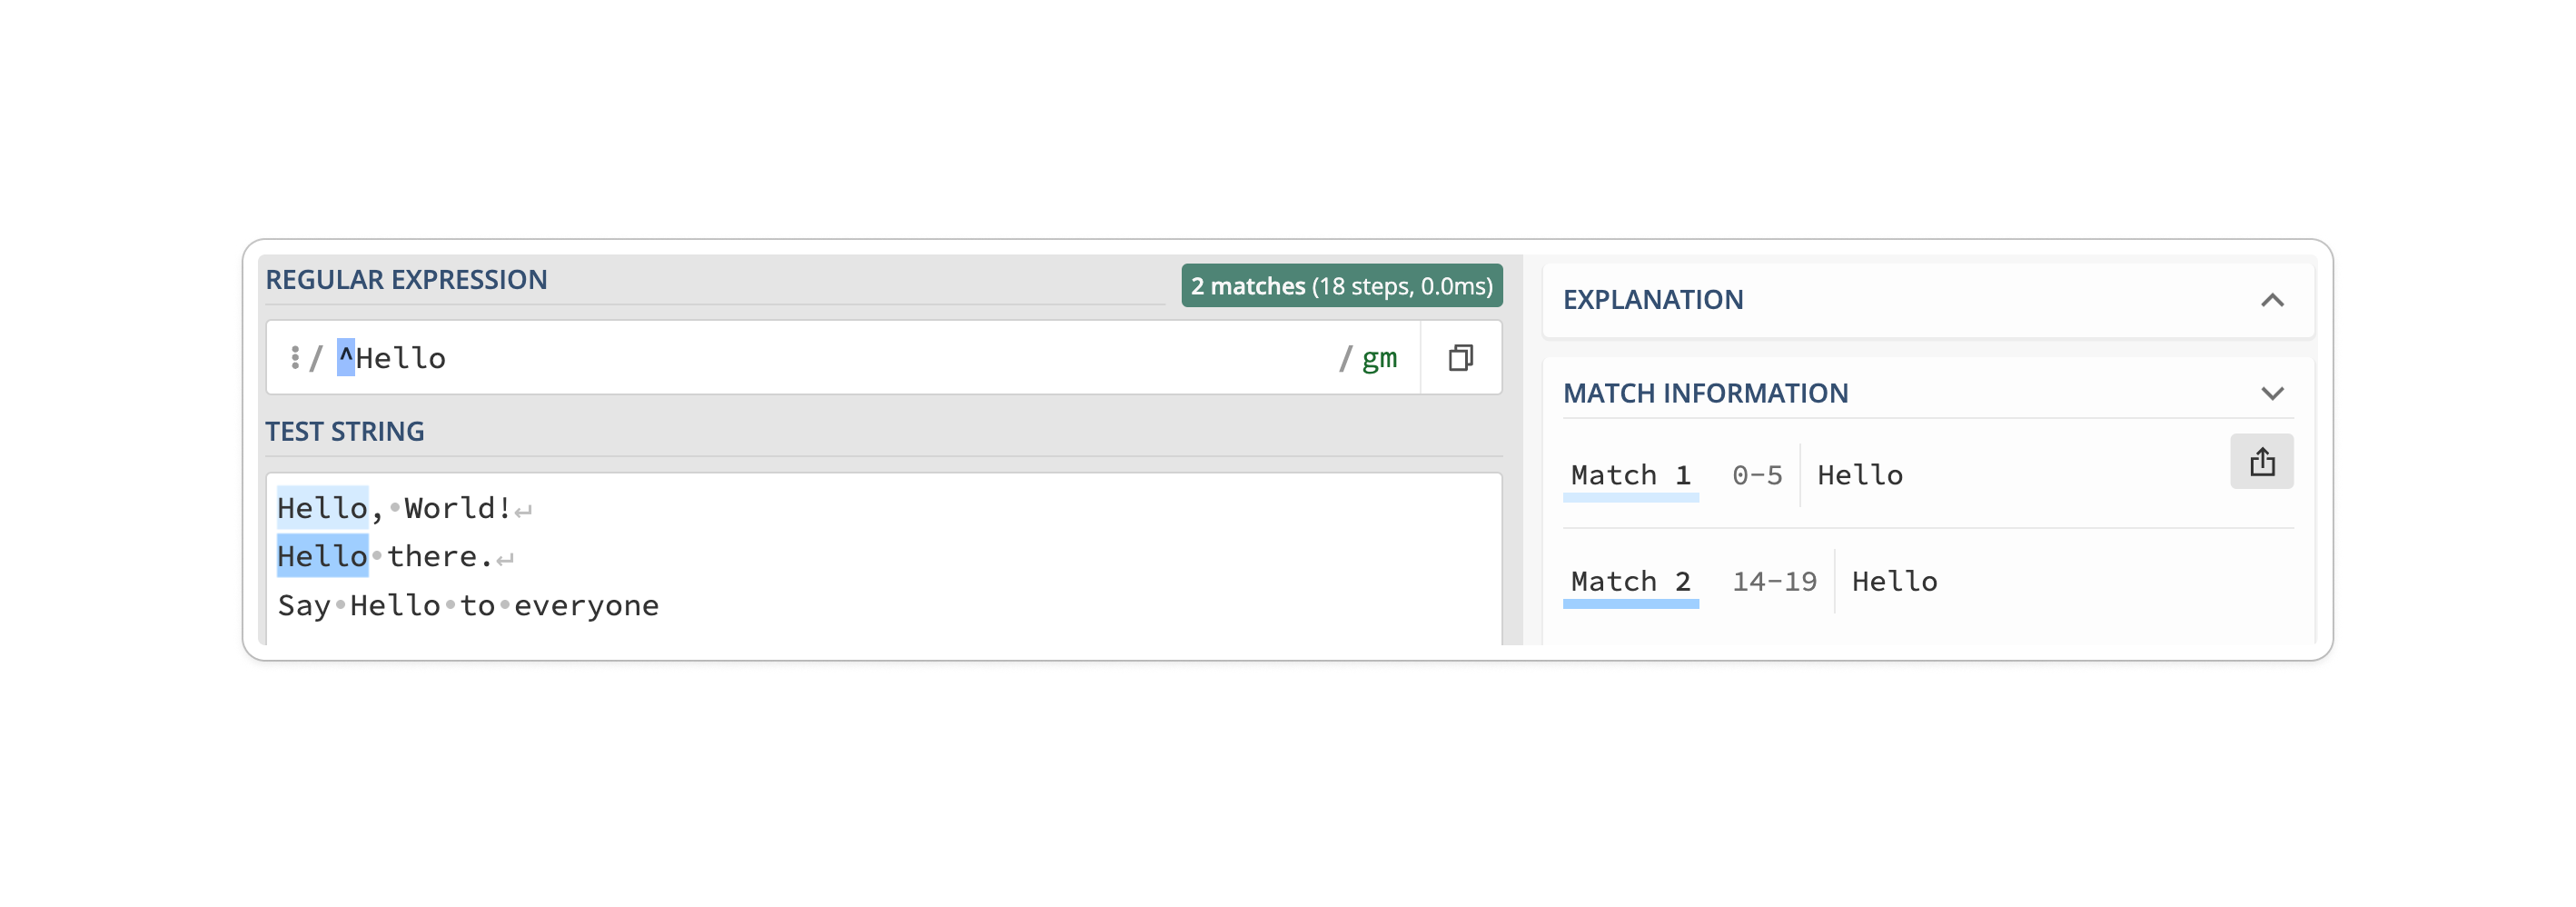 REGULAR EXPRESSION
2 matches (18 steps, 0.0ms)
/ ^Hello / gm
TEST STRING
Hello, World!↵
Hello there.↵
Say Hello to everyone
EXPLANATION
MATCH INFORMATION
Match 1 0-5 Hello
Match 2 14-19 Hello